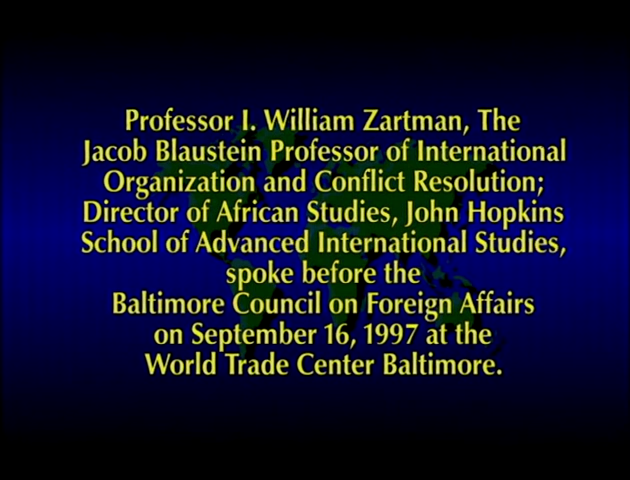 Professor I. William Zartman, The
Jacob Blaustein Professor of International
Organization and Conflict Resolution;
Director of African Studies, John Hopkins
School of Advanced International Studies,
spoke before the
Baltimore Council on Foreign Affairs
on September 16, 1997 at the
World Trade Center Baltimore.